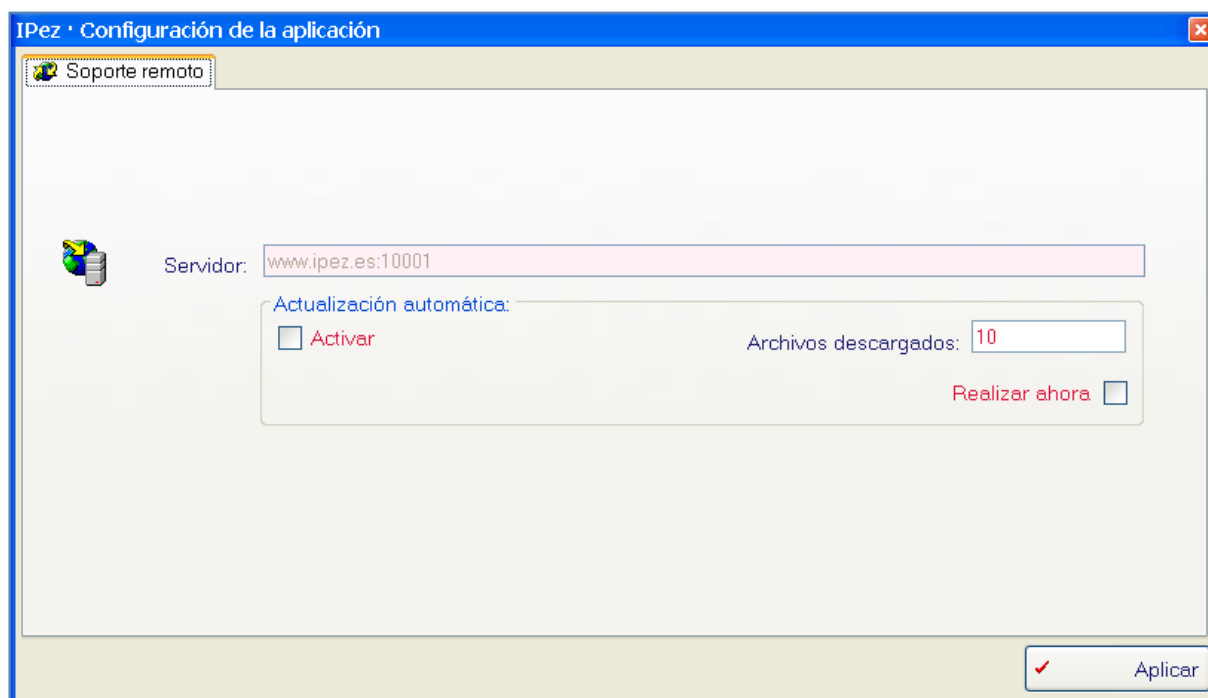 IPez · Configuración de la aplicación
Soporte remoto
Servidor: www.ipez.es:10001
Actualización automática:
Activar
Archivos descargados: 10
Realizar ahora
Aplicar